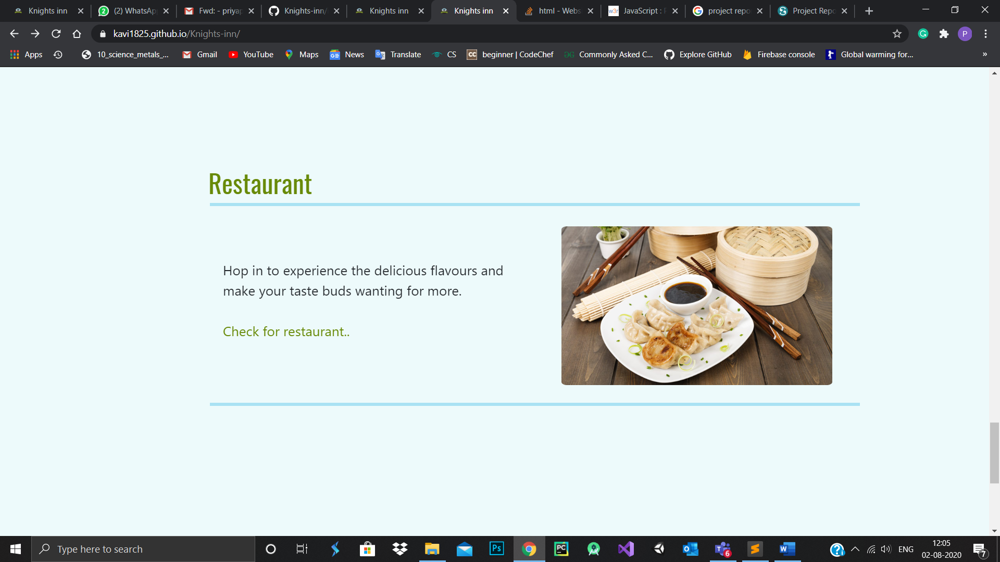 Knights inn
(2) WhatsAp
Fwd: - priyap
Knights-inn/
Knights inn
Knights inn
html - Webs
JavaScript :
project repo
Project Repo
kavi1825.github.io/Knights-inn/
P
Apps
10_science_metals_...
Gmail
YouTube
Maps
News
Translate
CS
beginner | CodeChef
Commonly Asked C...
Explore GitHub
Firebase console
Global warming for...
»
Restaurant
Hop in to experience the delicious flavours and
make your taste buds wanting for more.
Check for restaurant..
Type here to search
ENG
12:05
02-08-2020
7